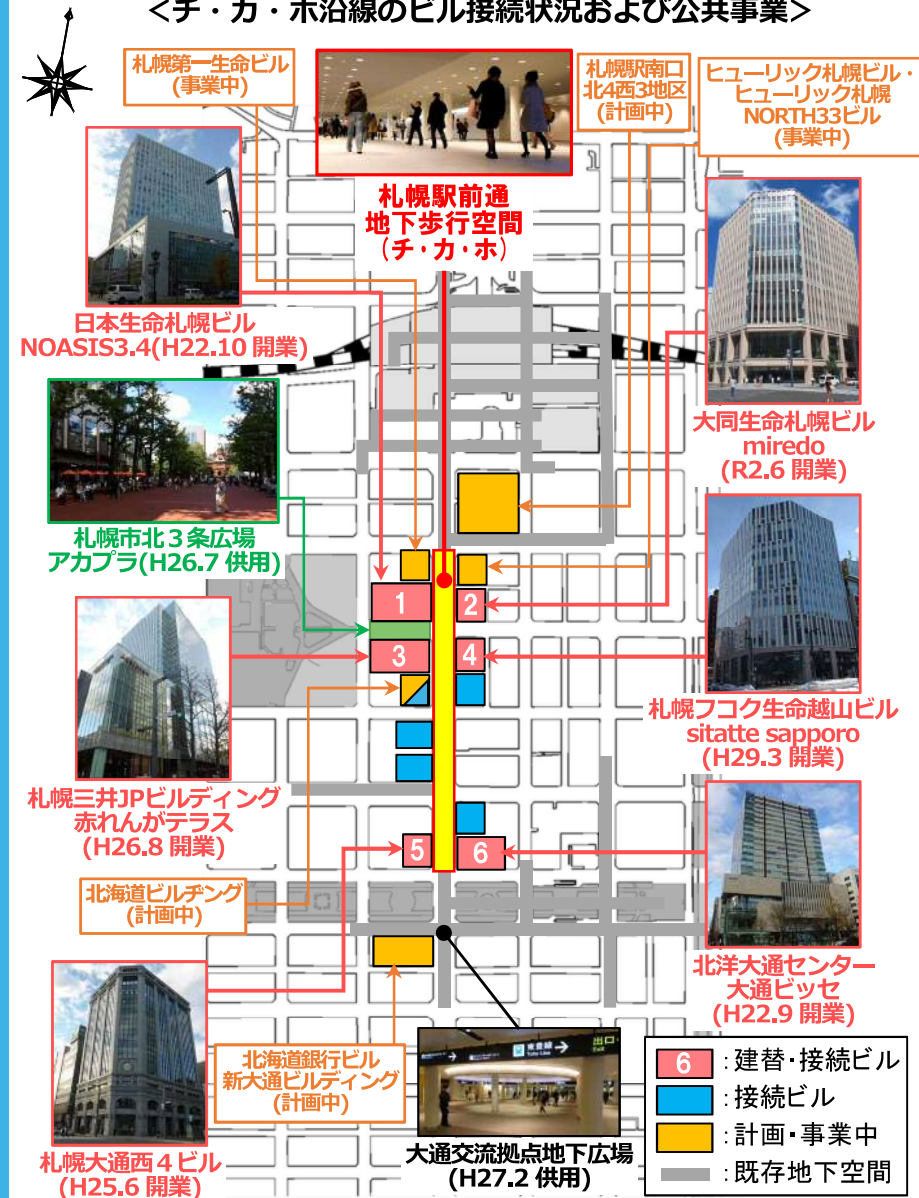 <チ・カ・ホ沿線のビル接続状況および公共事業>
札幌第一生命ビル
(事業中)
札幌駅南口
北4西3地区
(計画中)
ヒューリック札幌ビル・
ヒューリック札幌
NORTH33ビル
(事業中)
札幌駅前通
地下歩行空間
(チ・カ・ホ)
日本生命札幌ビル
NOASIS3.4(H22.10 開業)
大同生命札幌ビル
miredo
(R2.6 開業)
札幌市北3条広場
アカプラ(H26.7 供用)
1
2
3
4
札幌フコク生命越山ビル
sitatte sapporo
(H29.3 開業)
札幌三井JPビルディング
赤れんがテラス
(H26.8 開業)
5
6
北海道ビルヂング
(計画中)
北洋大通センター
大通ビッセ
(H22.9 開業)
北海道銀行ビル
新大通ビルディング
(計画中)
東豊線
Toho Line
出口
Exit
札幌大通西4ビル
(H25.6 開業)
大通交流拠点地下広場
(H27.2 供用)
6
:建替・接続ビル
:接続ビル
:計画・事業中
:既存地下空間